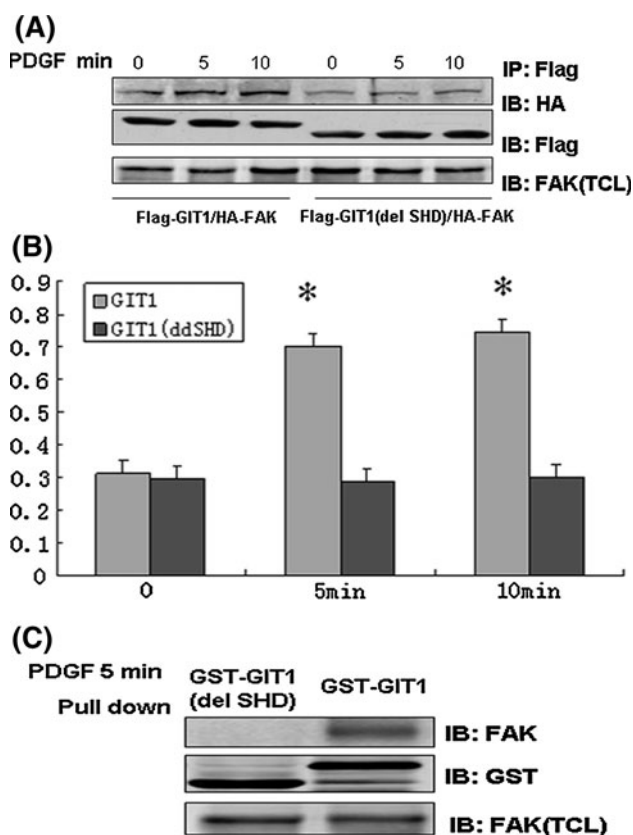 (A)
PDGF min 0 5 10 0 5 10 IP: Flag
IB: HA
IB: Flag
IB: FAK(TCL)
Flag-GIT1/HA-FAK Flag-GIT1(del SHD)/HA-FAK
(B)
0.9
0.8
0.7
0.6
0.5
0.4
0.3
0.2
0.1
0
GIT1
GIT1(ddSHD)
* *
0 5min 10min
(C)
PDGF 5 min
Pull down
GST-GIT1
(del SHD)
GST-GIT1
IB: FAK
IB: GST
IB: FAK(TCL)